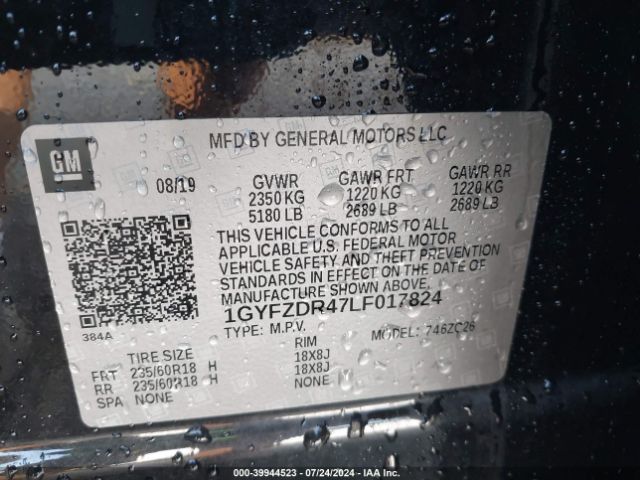 GM
MFD BY GENERAL MOTORS LLC
08/19
GVWR GAWR FRT GAWR RR
2350 KG 1220 KG 1220 KG
5180 LB 2689 LB 2689 LB
THIS VEHICLE CONFORMS TO ALL
APPLICABLE U.S. FEDERAL MOTOR
VEHICLE SAFETY AND THEFT PREVENTION
STANDARDS IN EFFECT ON THE DATE OF
MANUFACTURE SHOWN ABOVE.
1GYFZDR47LF017824
384A
TYPE: M.P.V. MODEL: 746ZC26
TIRE SIZE RIM
FRT 235/60R18 H 18X8J
RR 235/60R18 H 18X8J
SPA NONE NONE
000-39944523 / 07/24/2024 - IAA Inc.